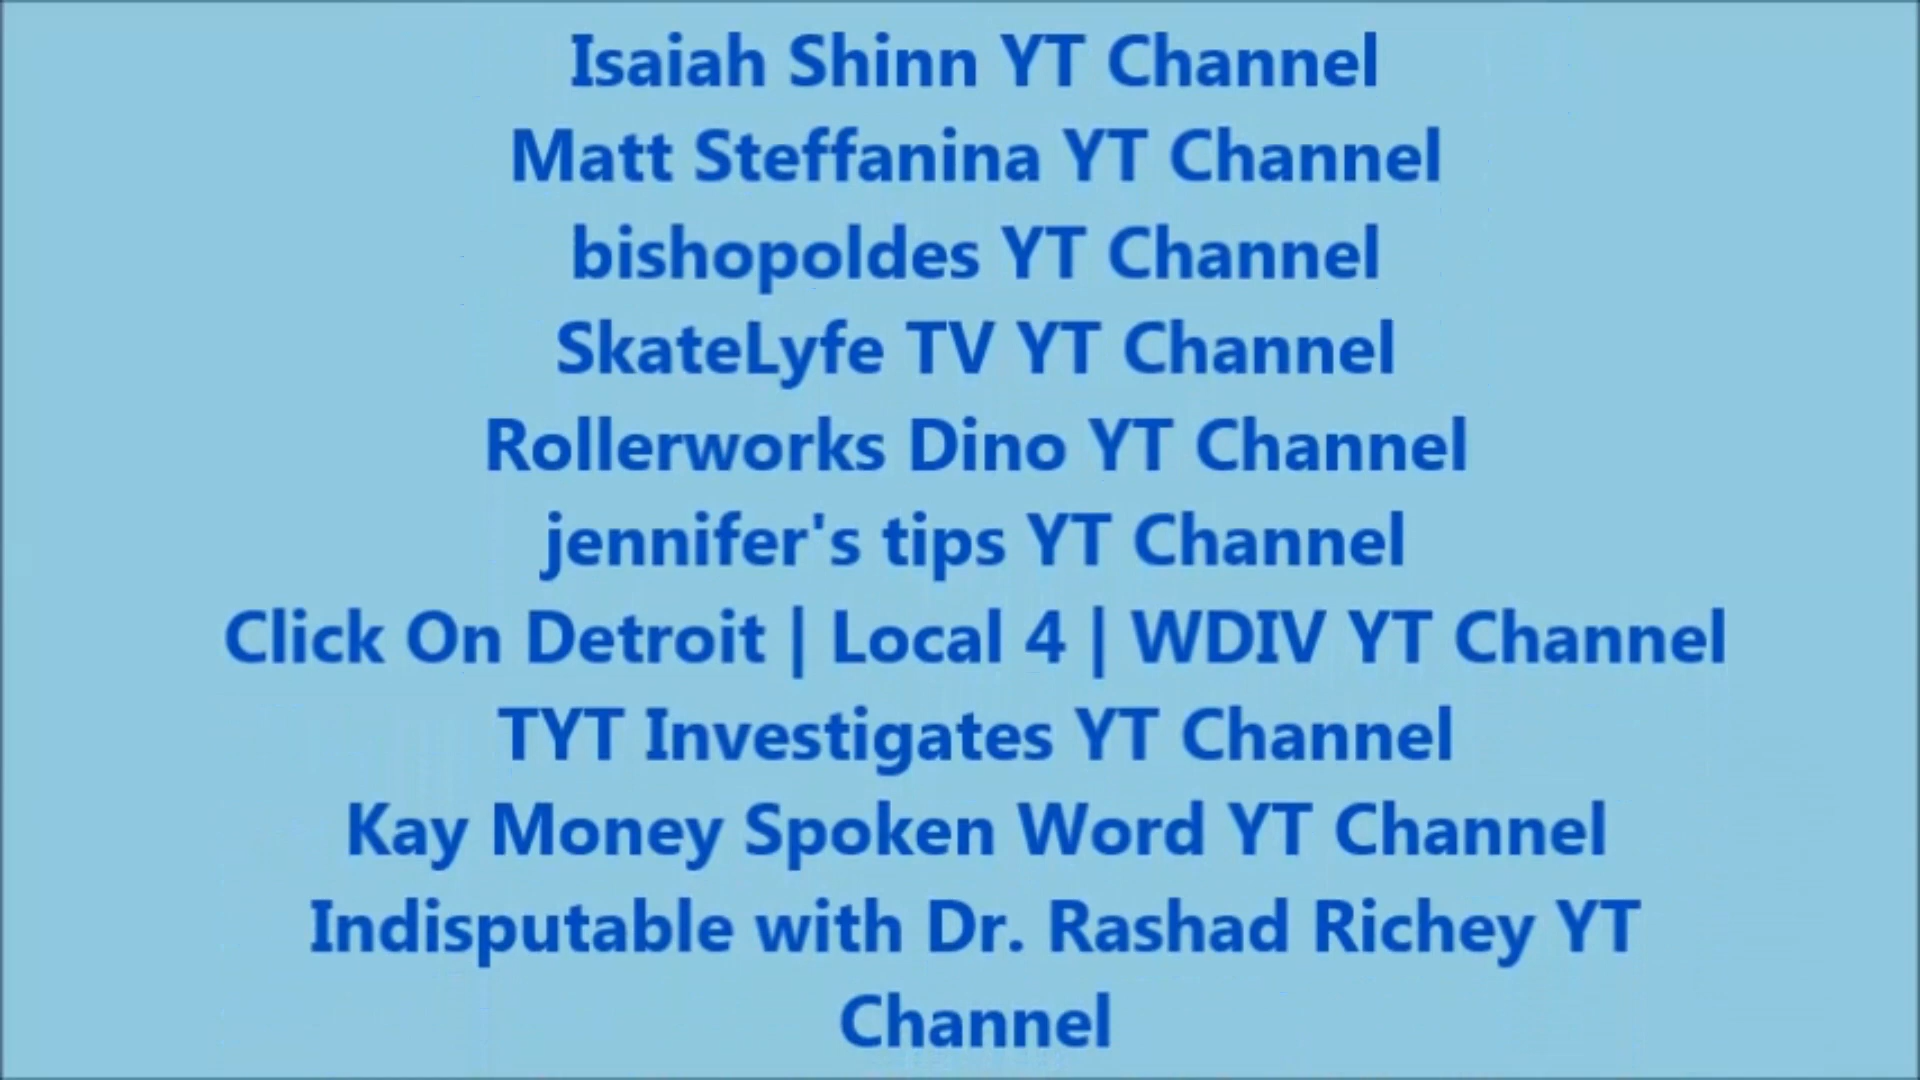 Isaiah Shinn YT Channel
Matt Steffanina YT Channel
bishopoldes YT Channel
SkateLyfe TV YT Channel
Rollerworks Dino YT Channel
jennifer's tips YT Channel
Click On Detroit | Local 4 | WDIV YT Channel
TYT Investigates YT Channel
Kay Money Spoken Word YT Channel
Indisputable with Dr. Rashad Richey YT
Channel